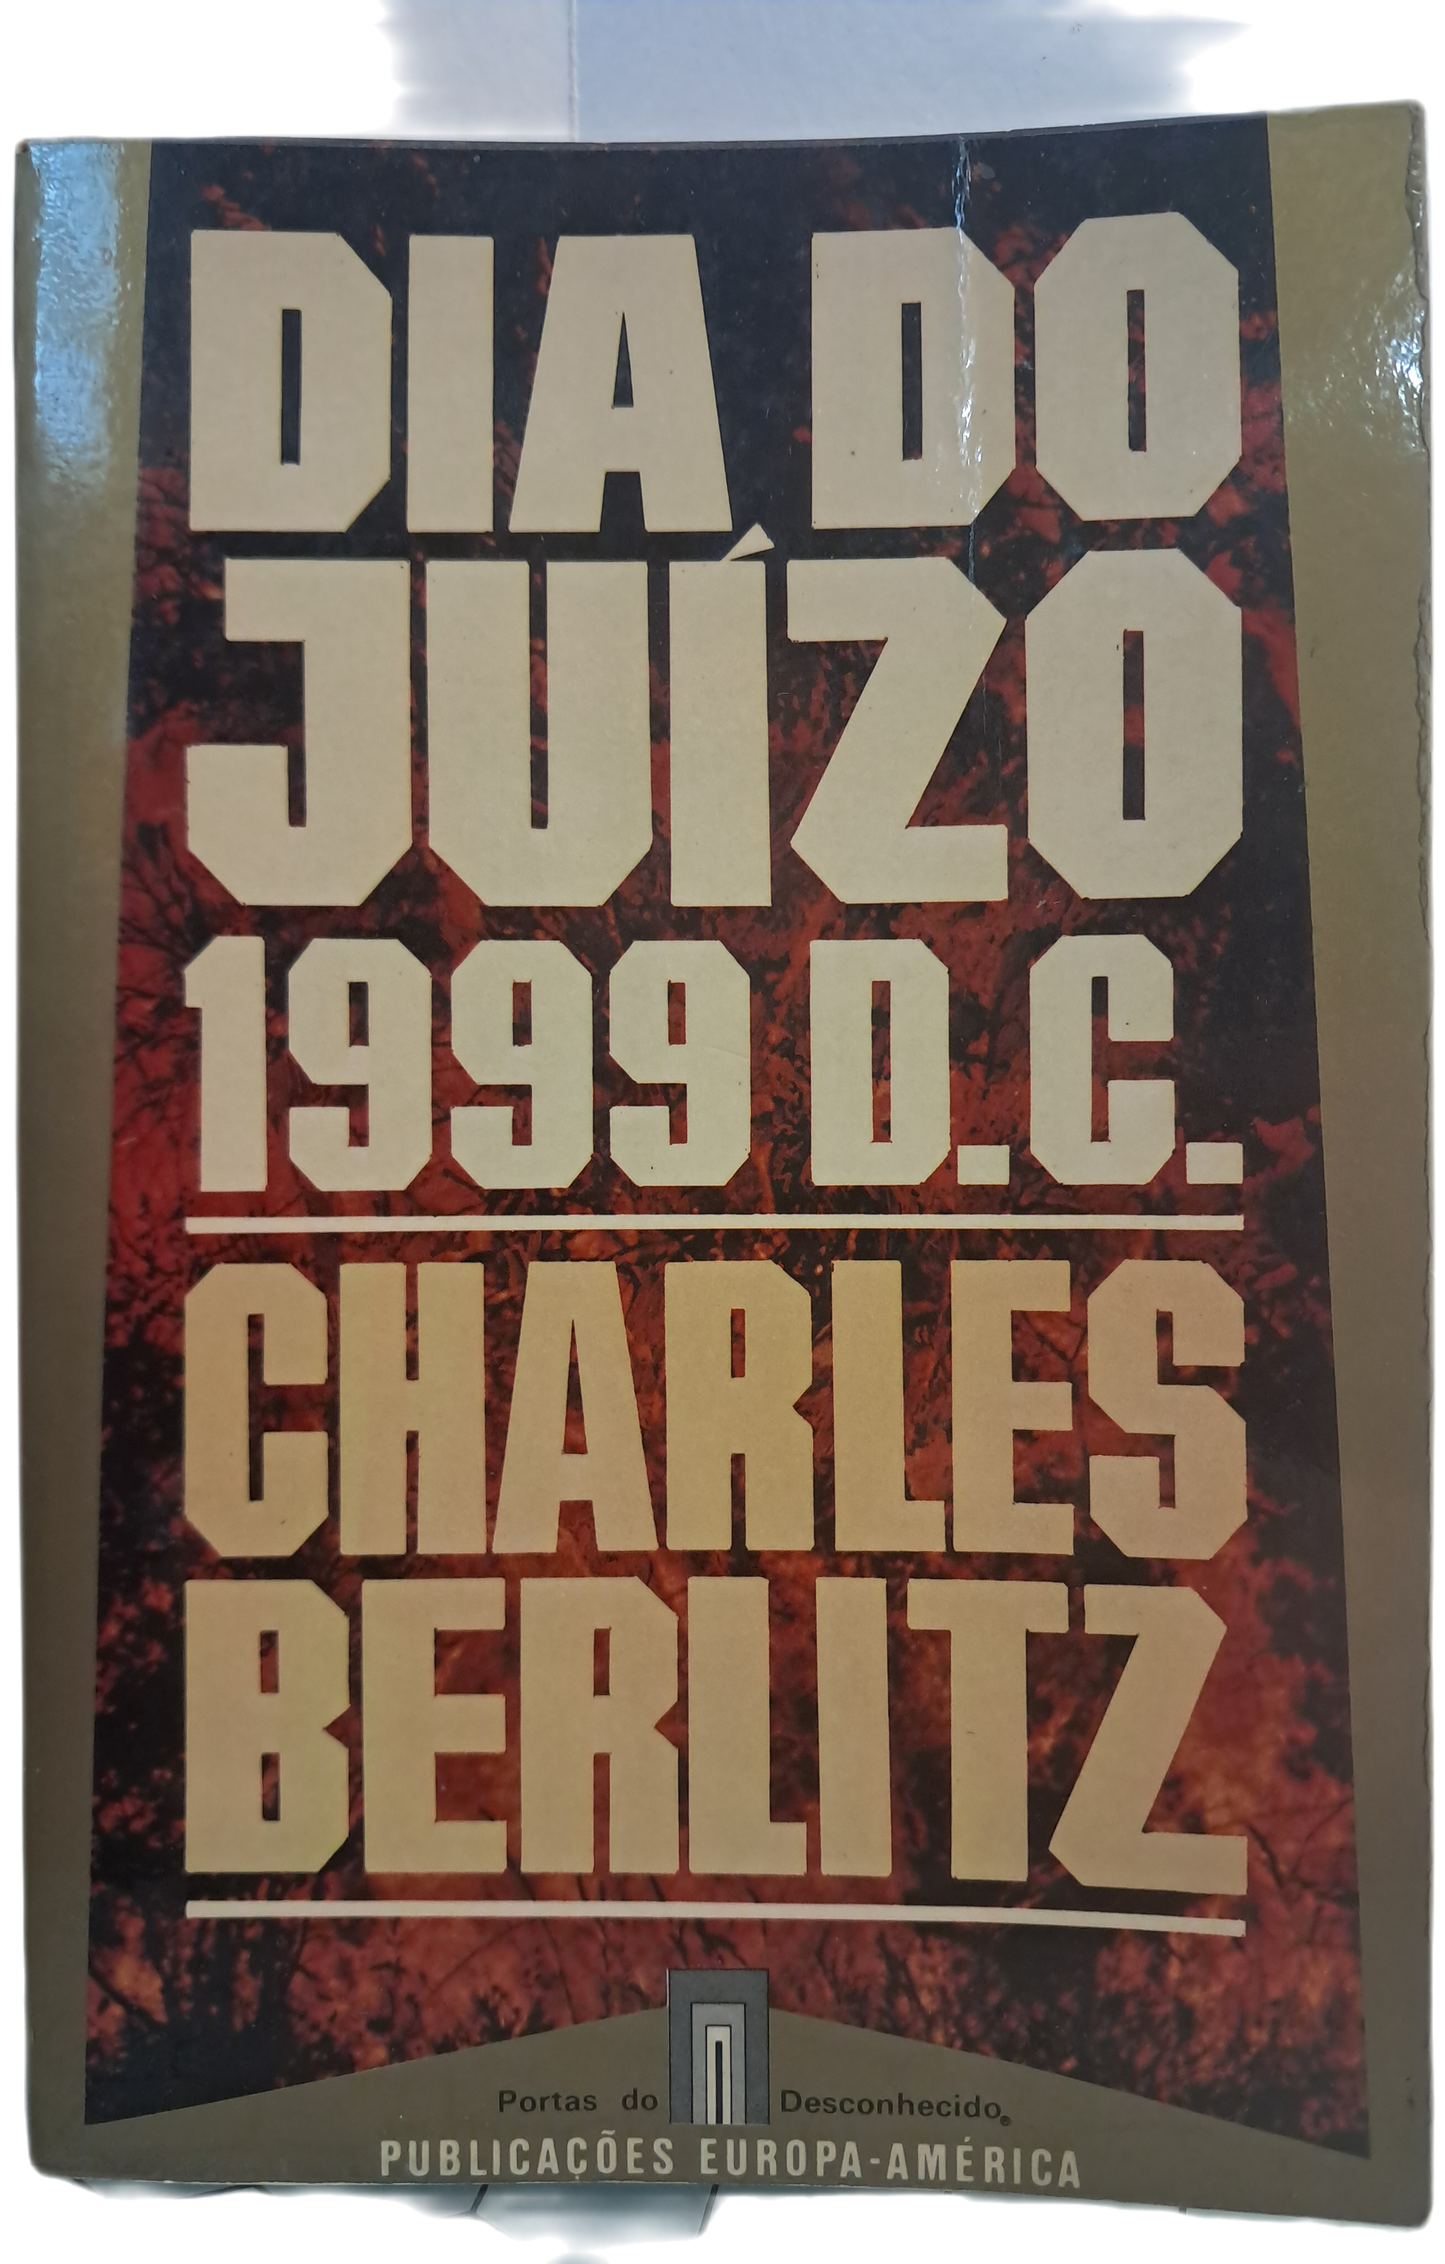 DIA DO
JUÍZO
1999 D.C.
CHARLES
BERLITZ
Portas do Desconhecido
PUBLICAÇÕES EUROPA-AMÉRICA